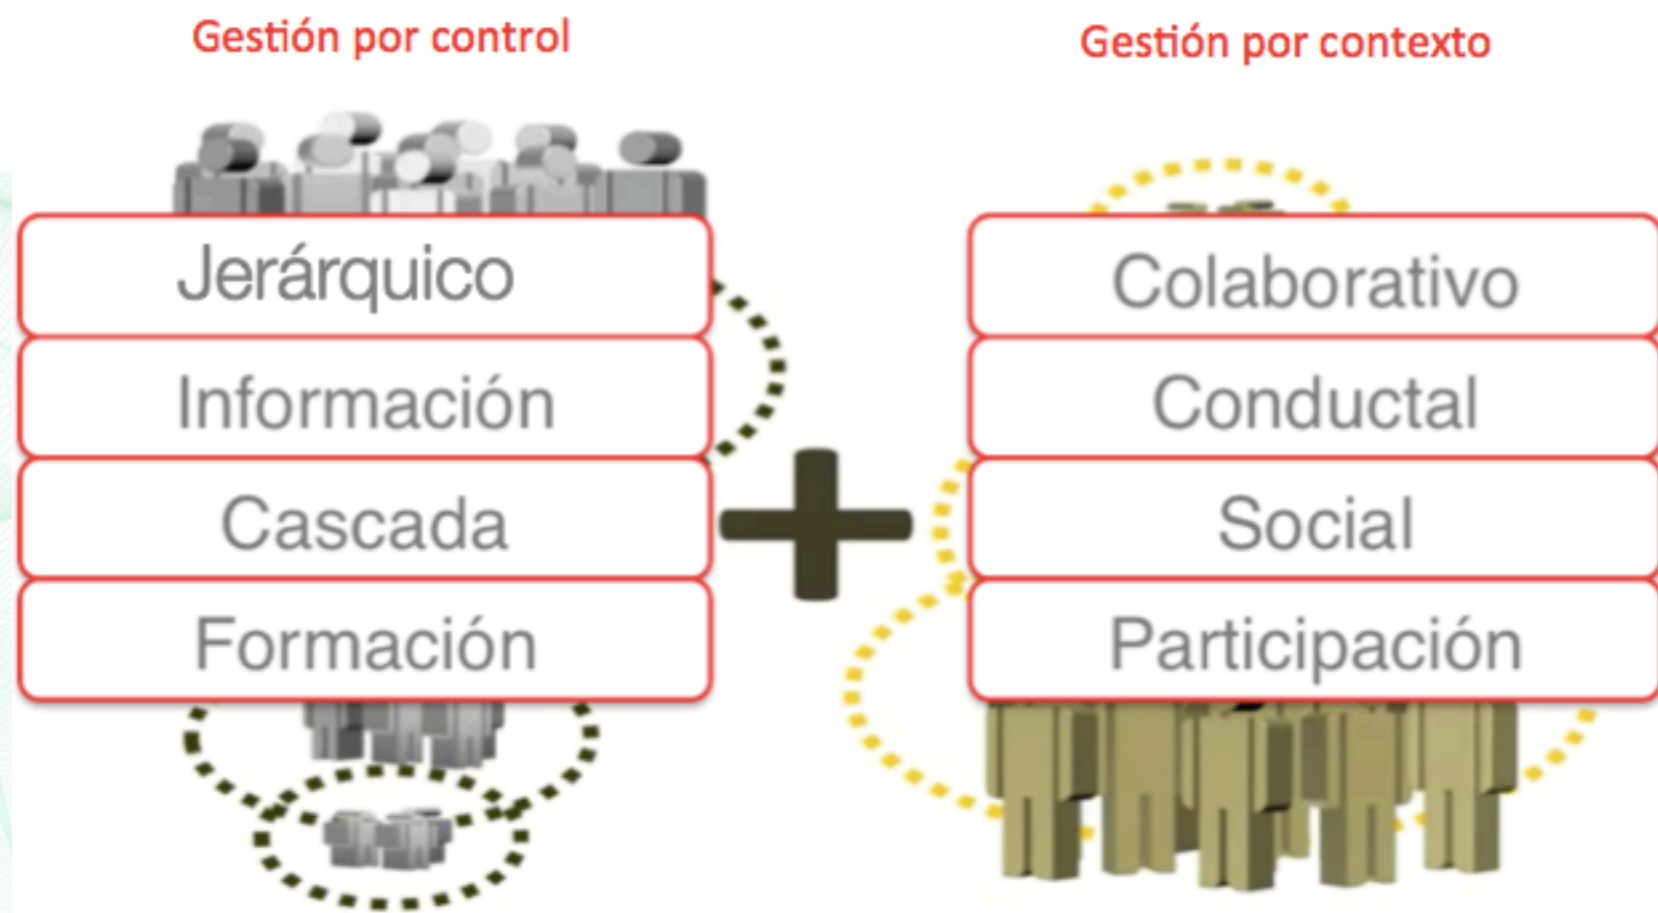 Gestión por control
Gestión por contexto
Jerárquico
Información
Cascada
Formación
Colaborativo
Conductal
Social
Participación